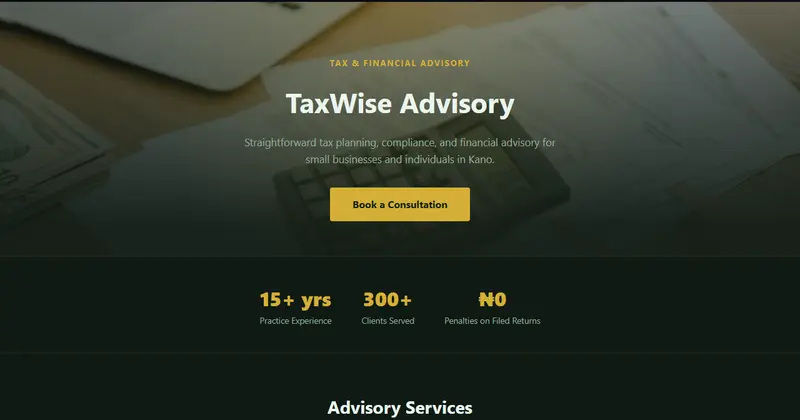 TAX & FINANCIAL ADVISORY
TaxWise Advisory
Straightforward tax planning, compliance, and financial advisory for
small businesses and individuals in Kano.
Book a Consultation
15+ yrs
Practice Experience
300+
Clients Served
₦0
Penalties on Filed Returns
Advisory Services